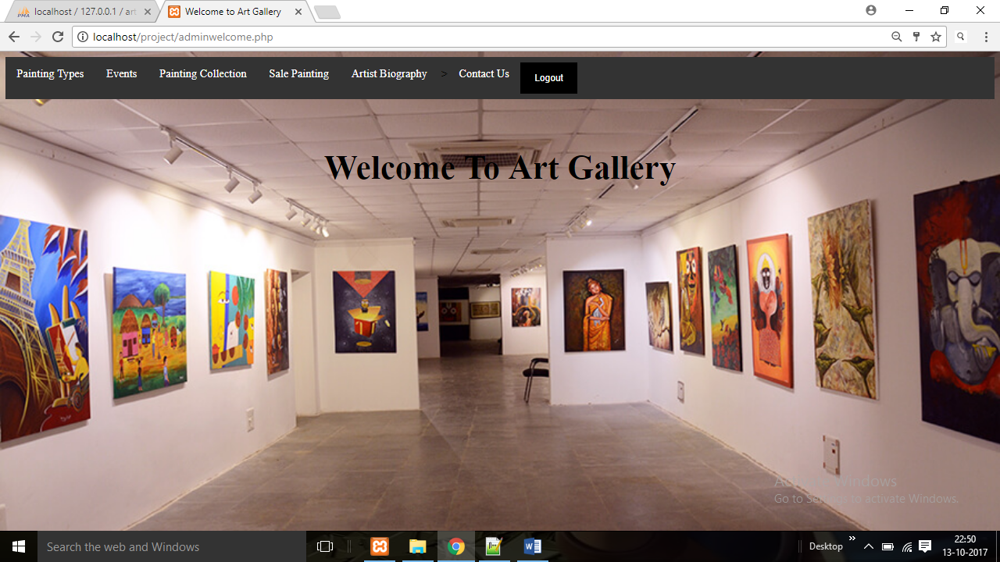 localhost / 127.0.0.1 / art
Welcome to Art Gallery
localhost/project/adminwelcome.php
Painting Types Events Painting Collection Sale Painting Artist Biography > Contact Us Logout
Welcome To Art Gallery
Activate Windows
Go to Settings to activate Windows.
Search the web and Windows
Desktop
22:50
13-10-2017